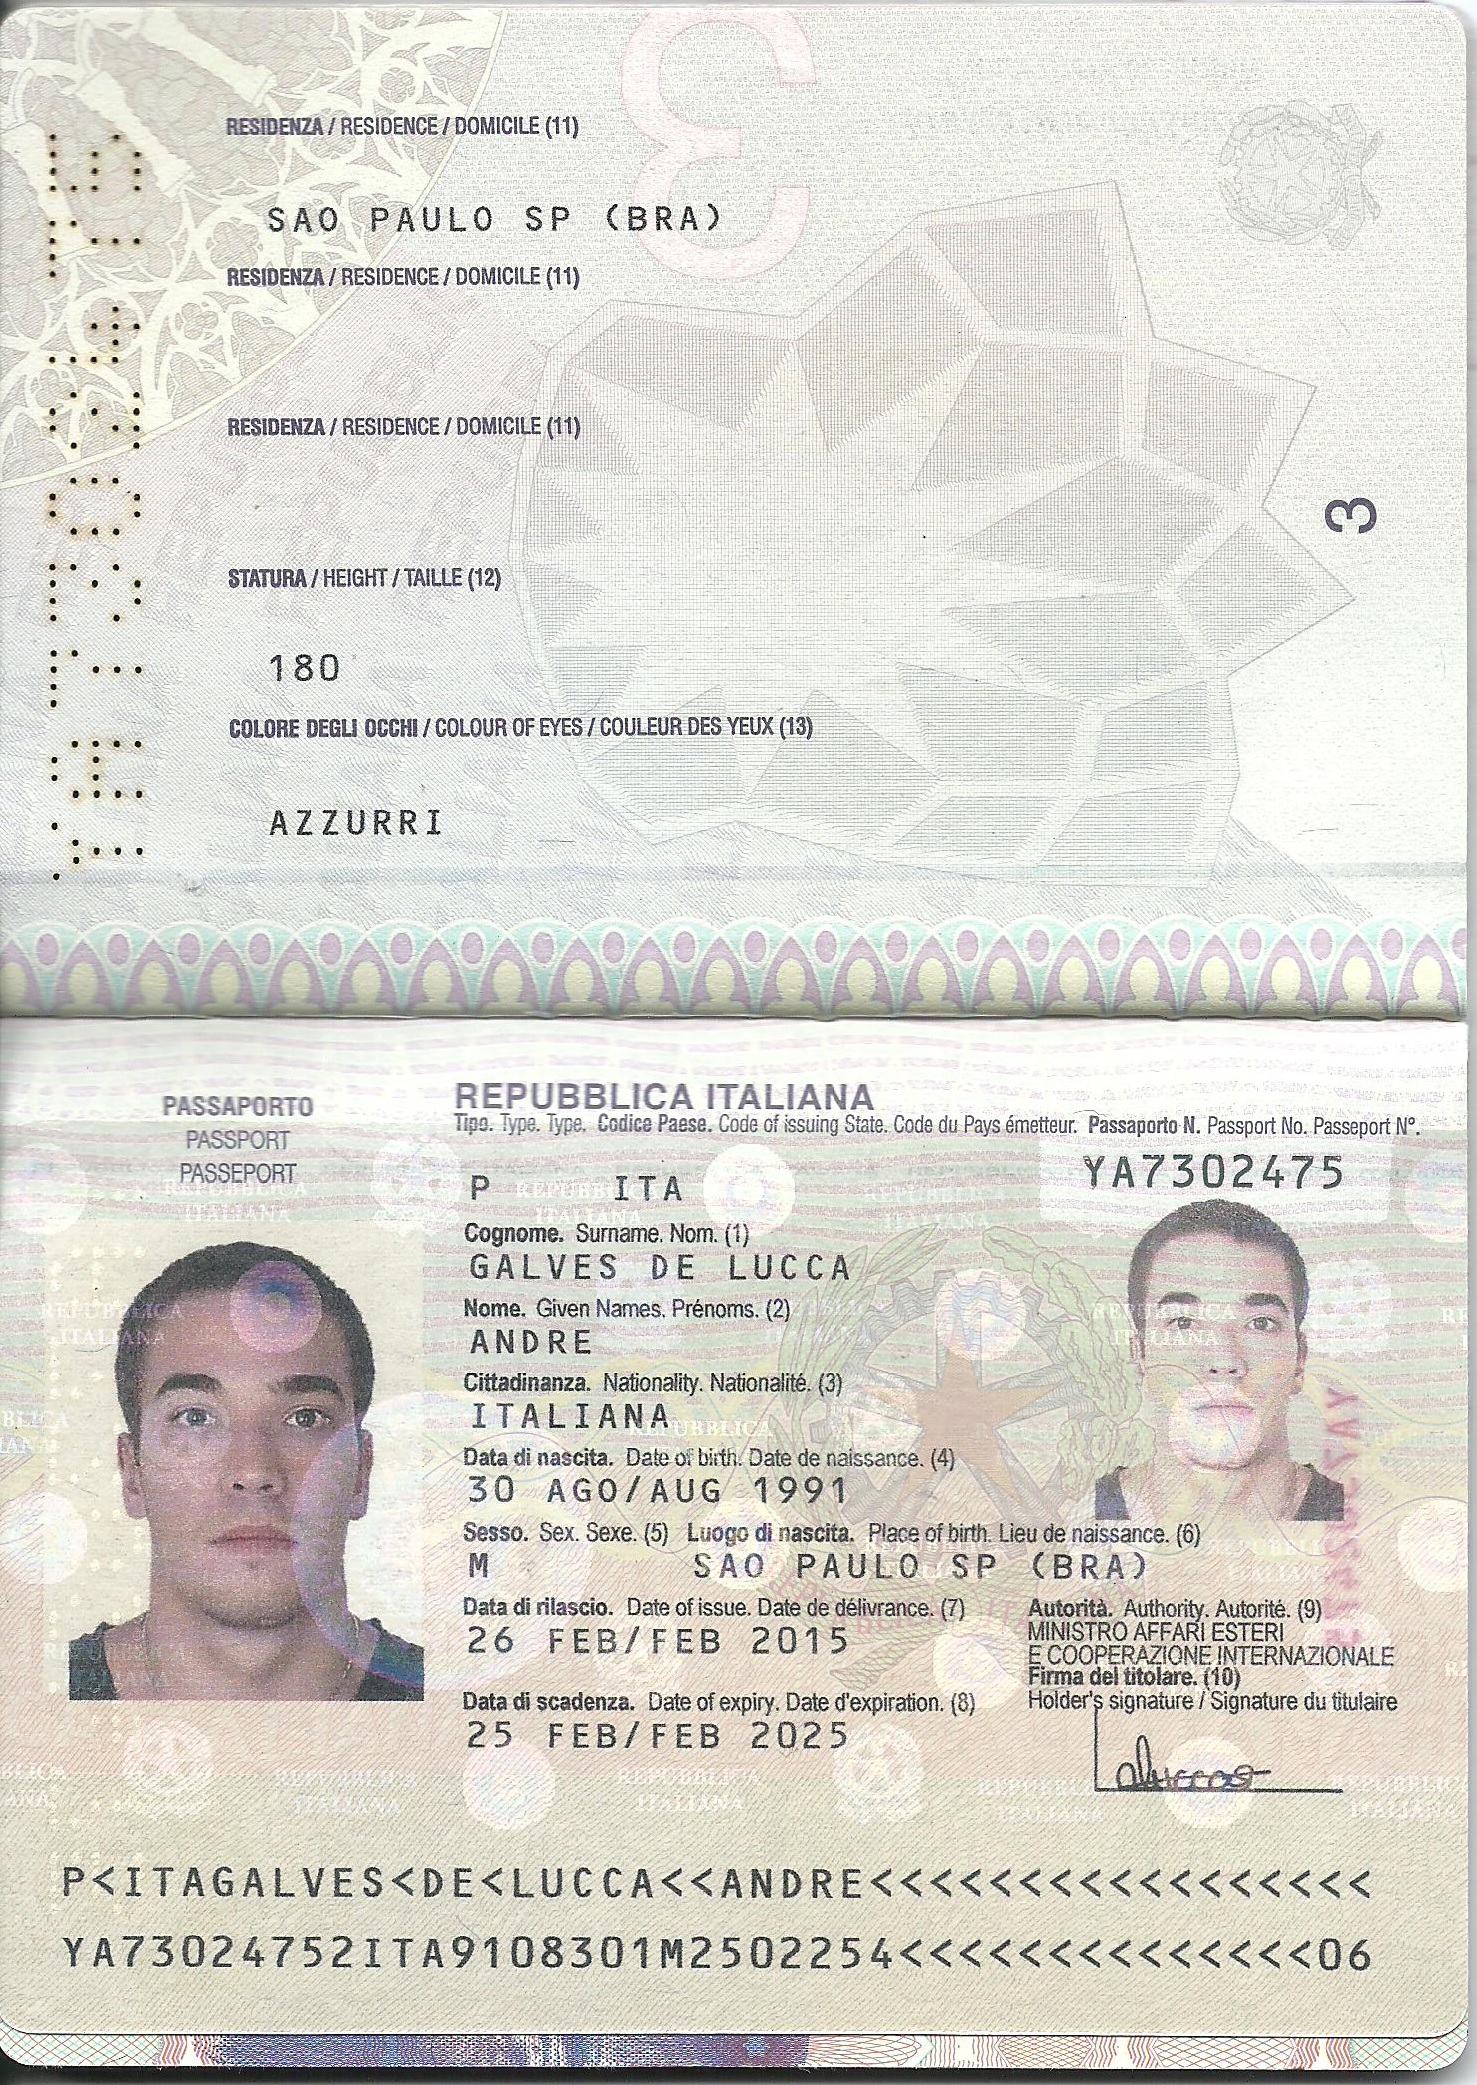 RESIDENZA / RESIDENCE / DOMICILE (11)
SAO PAULO SP (BRA)
RESIDENZA / RESIDENCE / DOMICILE (11)
RESIDENZA / RESIDENCE / DOMICILE (11)
STATURA / HEIGHT / TAILLE (12)
180
COLORE DEGLI OCCHI / COLOUR OF EYES / COULEUR DES YEUX (13)
AZZURRI
3
3
PASSAPORTO
PASSPORT
PASSEPORT
REPUBBLICA ITALIANA
Tipo. Type. Type. Codice Paese. Code of issuing State. Code du Pays émetteur. Passaporto N. Passport No. Passeport N°.
P ITA YA7302475
Cognome. Surname. Nom. (1)
GALVES DE LUCCA
Nome. Given Names. Prénoms. (2)
ANDRE
Cittadinanza. Nationality. Nationalité. (3)
ITALIANA
Data di nascita. Date of birth. Date de naissance. (4)
30 AGO/AUG 1991
Sesso. Sex. Sexe. (5) Luogo di nascita. Place of birth. Lieu de naissance. (6)
M SAO PAULO SP (BRA)
Data di rilascio. Date of issue. Date de délivrance. (7)
26 FEB/FEB 2015
Autorità. Authority. Autorité. (9)
MINISTRO AFFARI ESTERI
E COOPERAZIONE INTERNAZIONALE
Firma del titolare. (10)
Holder's signature / Signature du titulaire
Data di scadenza. Date of expiry. Date d'expiration. (8)
25 FEB/FEB 2025
P<ITAGALVES<DE<LUCCA<<ANDRE<<<<<<<<<<<<<<<<<
YA73024752ITA9108301M2502254<<<<<<<<<<<<<<06